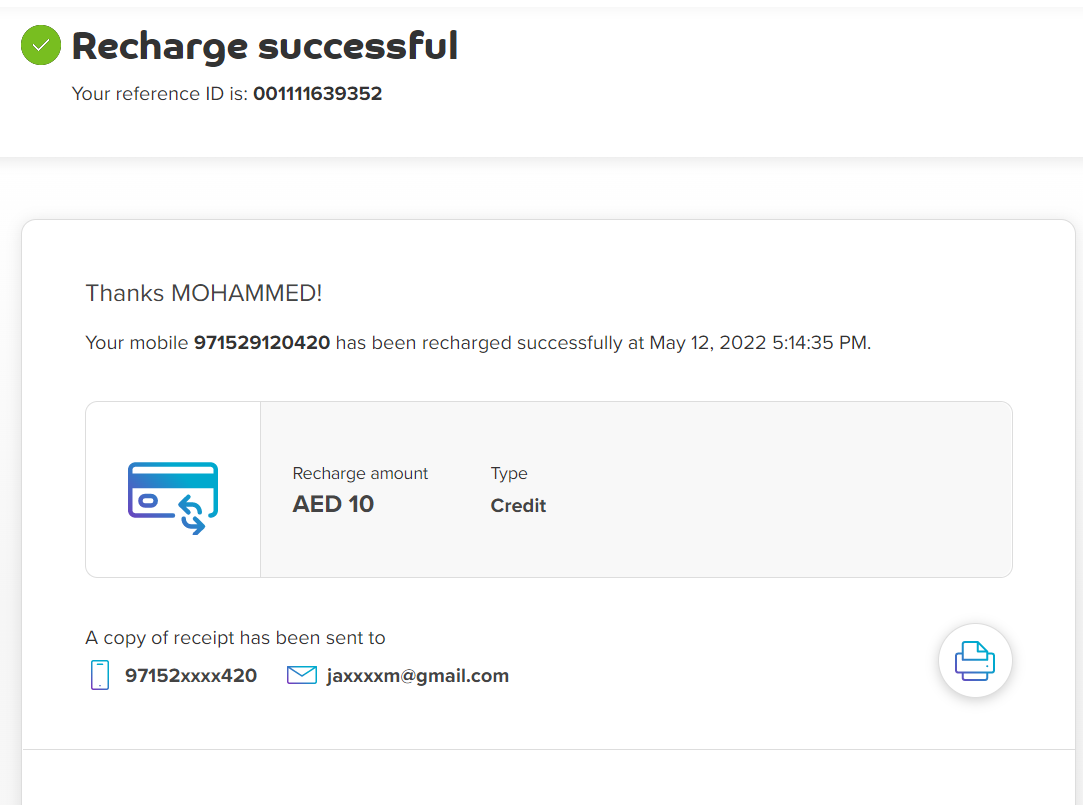 Recharge successful
Your reference ID is: 001111639352
Thanks MOHAMMED!
Your mobile 971529120420 has been recharged successfully at May 12, 2022 5:14:35 PM.
Recharge amount Type
AED 10 Credit
A copy of receipt has been sent to
97152xxxx420 jaxxxxm@gmail.com